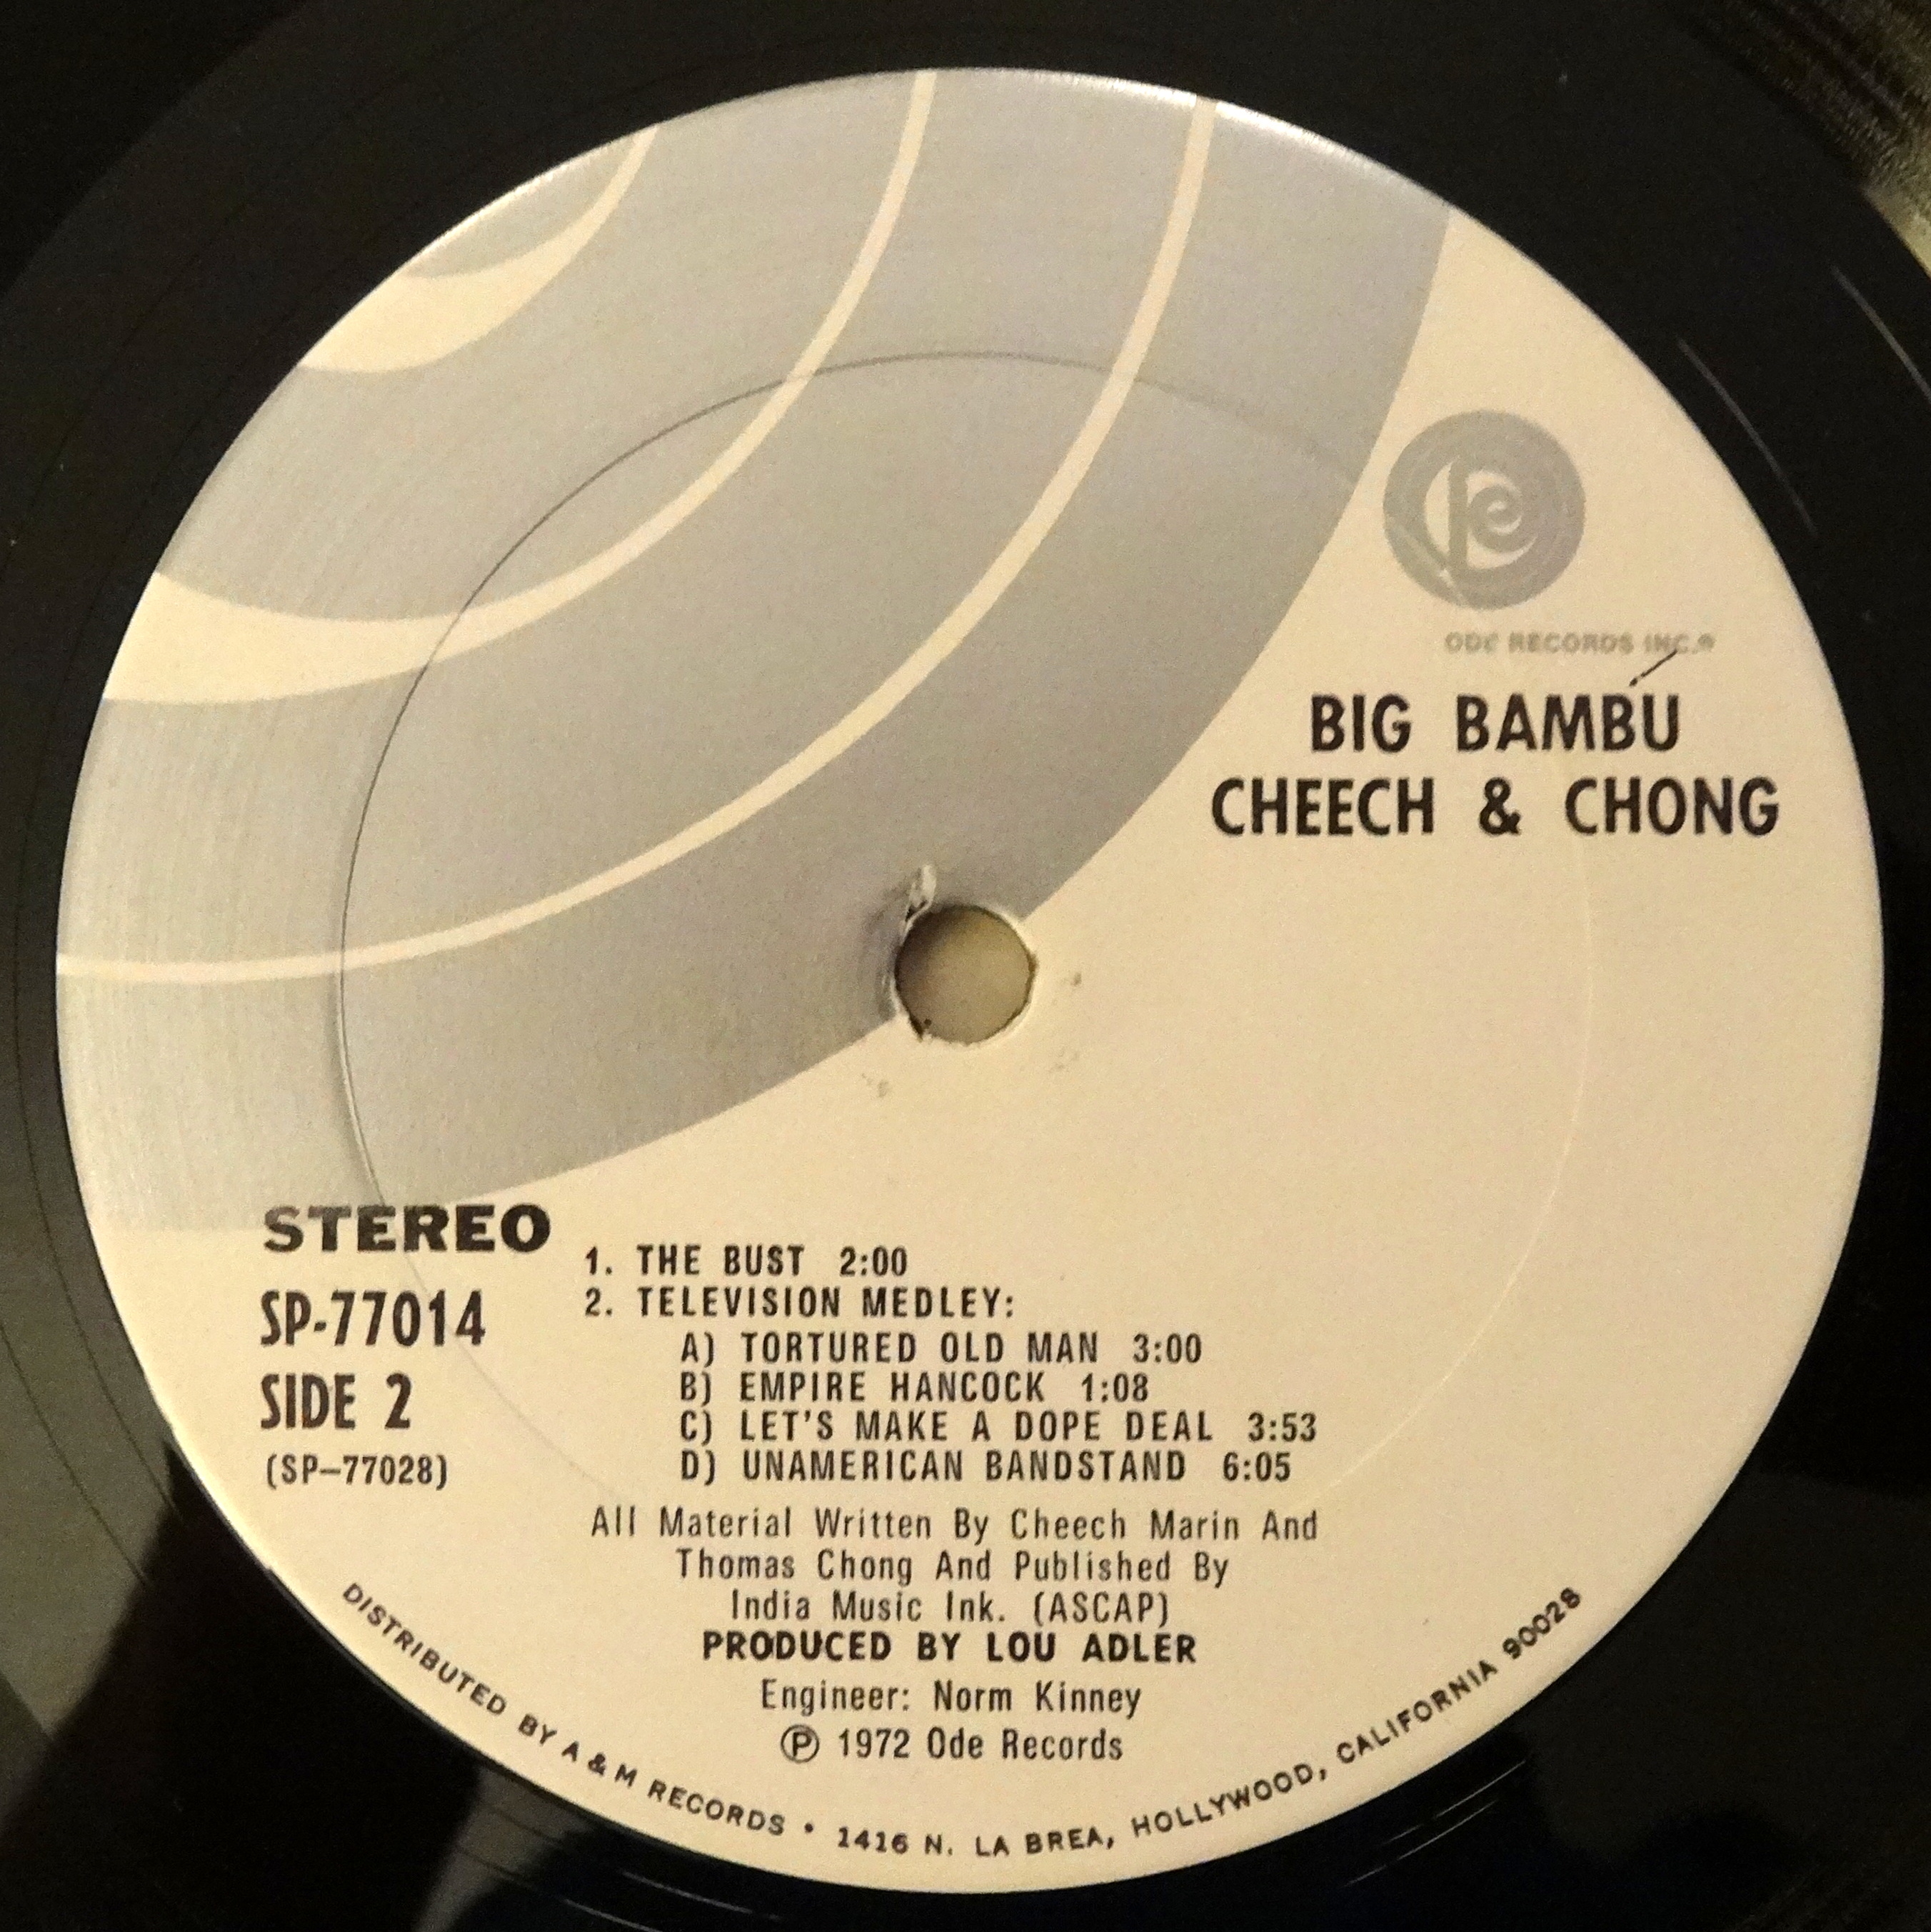 ODE RECORDS INC.®
BIG BAMBÚ
CHEECH & CHONG
STEREO
SP-77014
SIDE 2
(SP–77028)
1. THE BUST 2:00
2. TELEVISION MEDLEY:
A) TORTURED OLD MAN 3:00
B) EMPIRE HANCOCK 1:08
C) LET'S MAKE A DOPE DEAL 3:53
D) UNAMERICAN BANDSTAND 6:05
All Material Written By Cheech Marin And
Thomas Chong And Published By
India Music Ink. (ASCAP)
PRODUCED BY LOU ADLER
Engineer: Norm Kinney
Ⓟ 1972 Ode Records
DISTRIBUTED BY A & M RECORDS • 1416 N. LA BREA, HOLLYWOOD, CALIFORNIA 90028